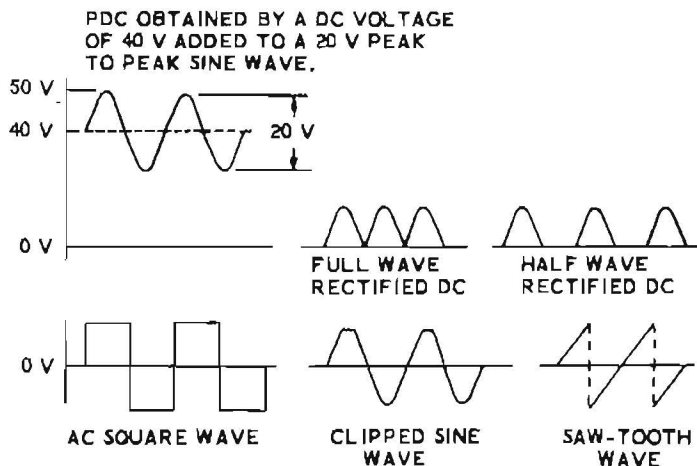 PDC OBTAINED BY A DC VOLTAGE
OF 40 V ADDED TO A 20 V PEAK
TO PEAK SINE WAVE.
50 V
40 V
20 V
0 V
FULL WAVE
RECTIFIED DC
HALF WAVE
RECTIFIED DC
0 V
AC SQUARE WAVE
CLIPPED SINE
WAVE
SAW-TOOTH
WAVE